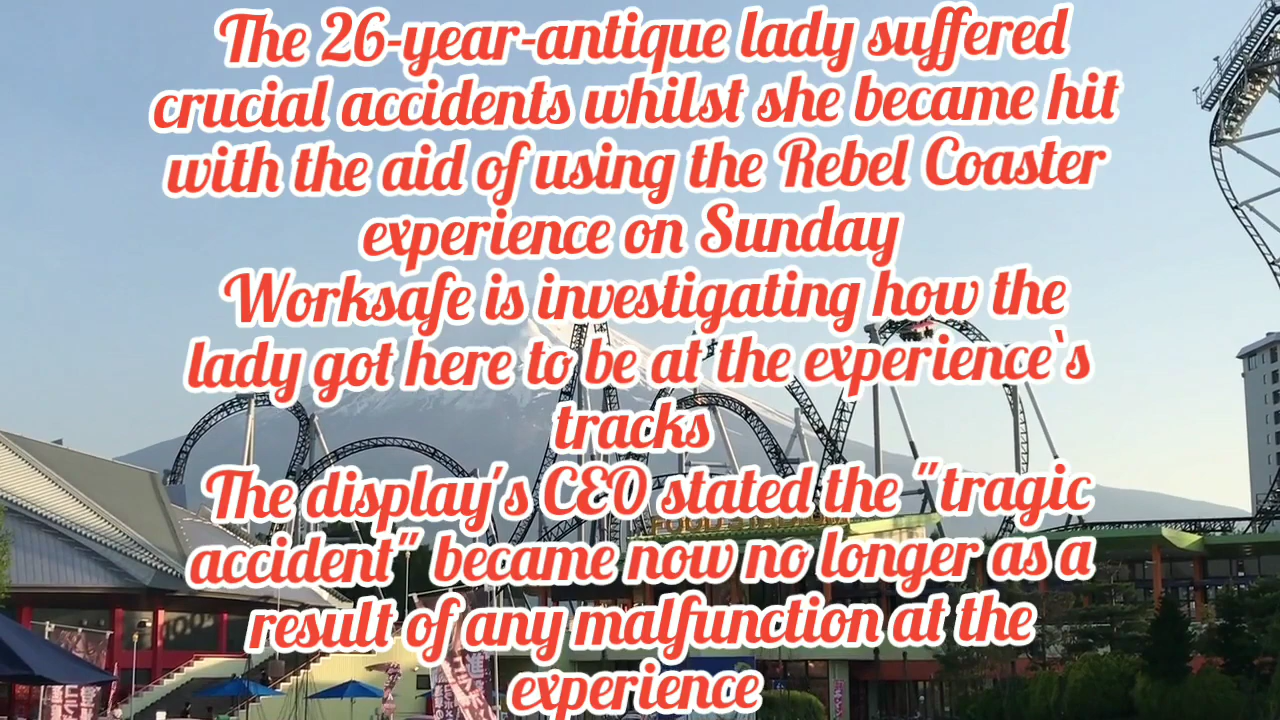 The 26-year-antique lady suffered
crucial accidents whilst she became hit
with the aid of using the Rebel Coaster
experience on Sunday
Worksafe is investigating how the
lady got here to be at the experience`s
tracks
The display's CEO stated the "tragic
accident" became now no longer as a
result of any malfunction at the
experience